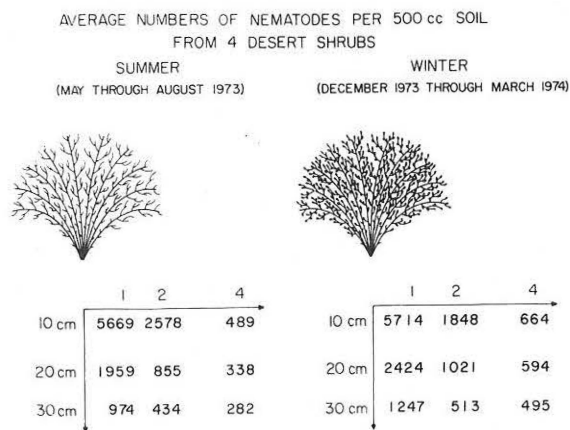 AVERAGE NUMBERS OF NEMATODES PER 500 cc SOIL
FROM 4 DESERT SHRUBS
SUMMER
(MAY THROUGH AUGUST 1973)
WINTER
(DECEMBER 1973 THROUGH MARCH 1974)
1 2 4
10 cm 5669 2578 489
20 cm 1959 855 338
30 cm 974 434 282
1 2 4
10 cm 5714 1848 664
20 cm 2424 1021 594
30 cm 1247 513 495